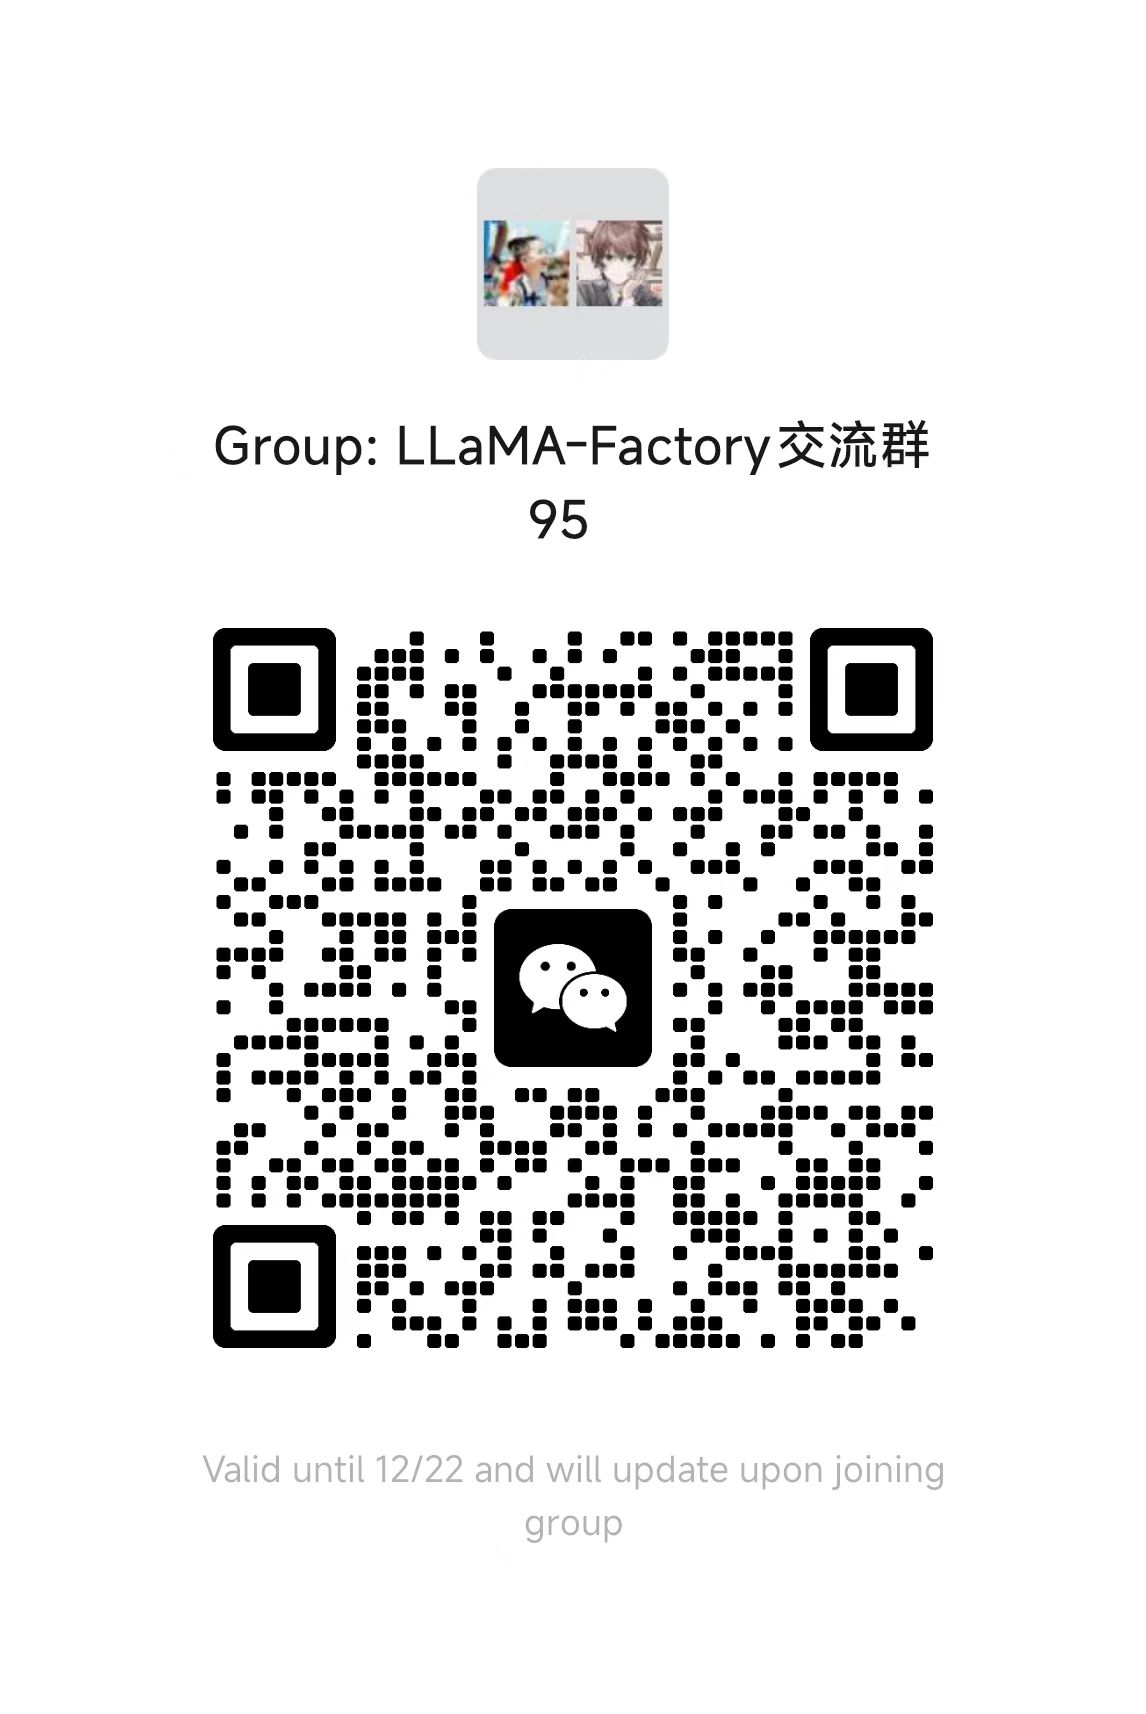 Group: LLaMA-Factory交流群
95
Valid until 12/22 and will update upon joining
group